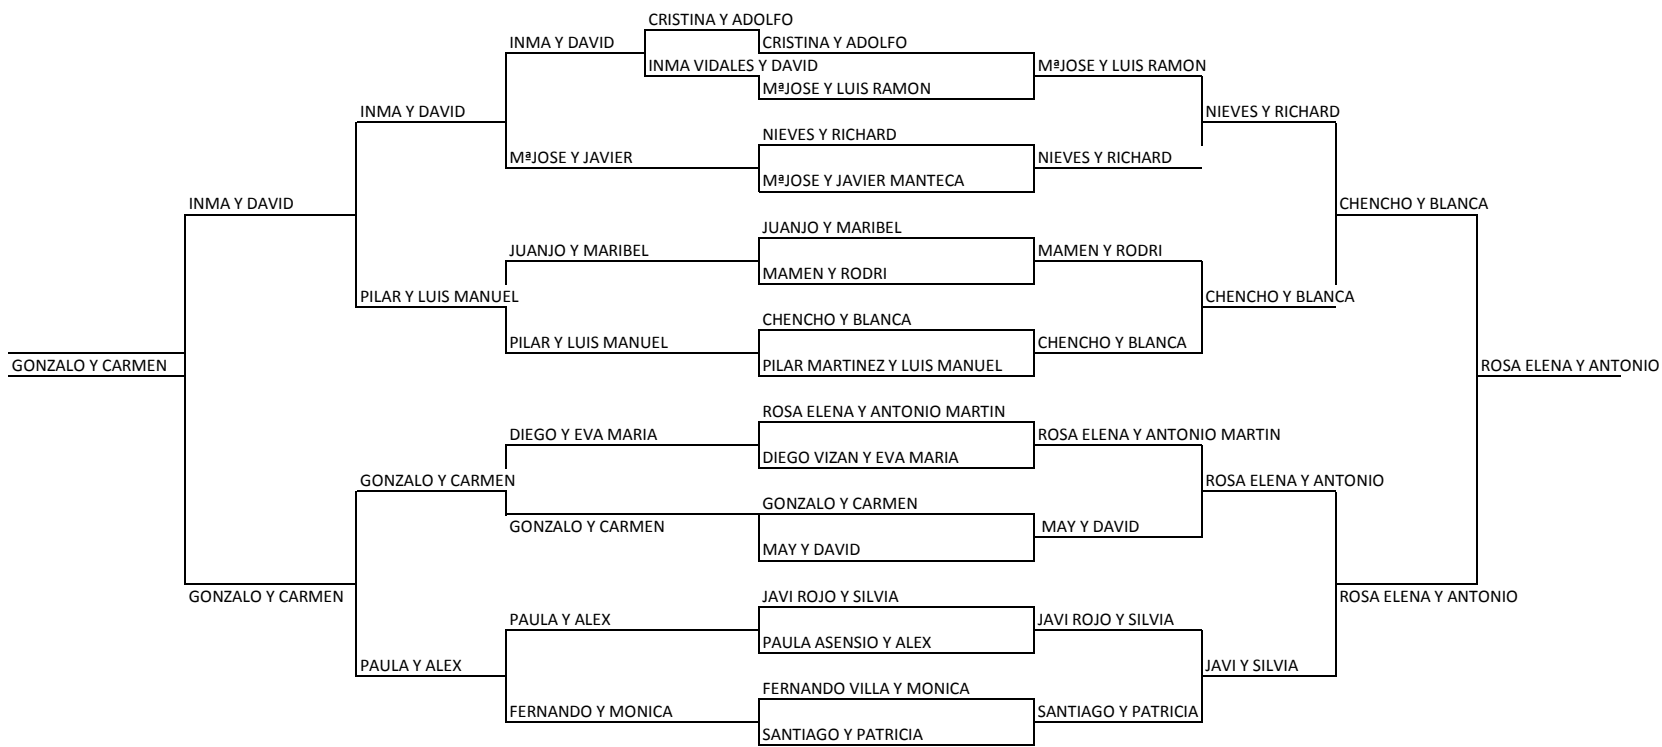 CRISTINA Y ADOLFO
INMA Y DAVID
CRISTINA Y ADOLFO
INMA VIDALES Y DAVID
MªJOSE Y LUIS RAMON
MªJOSE Y LUIS RAMON
INMA Y DAVID
NIEVES Y RICHARD
NIEVES Y RICHARD
MªJOSE Y JAVIER
NIEVES Y RICHARD
MªJOSE Y JAVIER MANTECA
INMA Y DAVID
CHENCHO Y BLANCA
JUANJO Y MARIBEL
JUANJO Y MARIBEL
MAMEN Y RODRI
MAMEN Y RODRI
PILAR Y LUIS MANUEL
CHENCHO Y BLANCA
CHENCHO Y BLANCA
PILAR Y LUIS MANUEL
CHENCHO Y BLANCA
GONZALO Y CARMEN
PILAR MARTINEZ Y LUIS MANUEL
ROSA ELENA Y ANTONIO
ROSA ELENA Y ANTONIO MARTIN
DIEGO Y EVA MARIA
ROSA ELENA Y ANTONIO MARTIN
DIEGO VIZAN Y EVA MARIA
GONZALO Y CARMEN
ROSA ELENA Y ANTONIO
GONZALO Y CARMEN
GONZALO Y CARMEN
MAY Y DAVID
MAY Y DAVID
GONZALO Y CARMEN
JAVI ROJO Y SILVIA
ROSA ELENA Y ANTONIO
PAULA Y ALEX
JAVI ROJO Y SILVIA
PAULA ASENSIO Y ALEX
PAULA Y ALEX
JAVI Y SILVIA
FERNANDO VILLA Y MONICA
FERNANDO Y MONICA
SANTIAGO Y PATRICIA
SANTIAGO Y PATRICIA